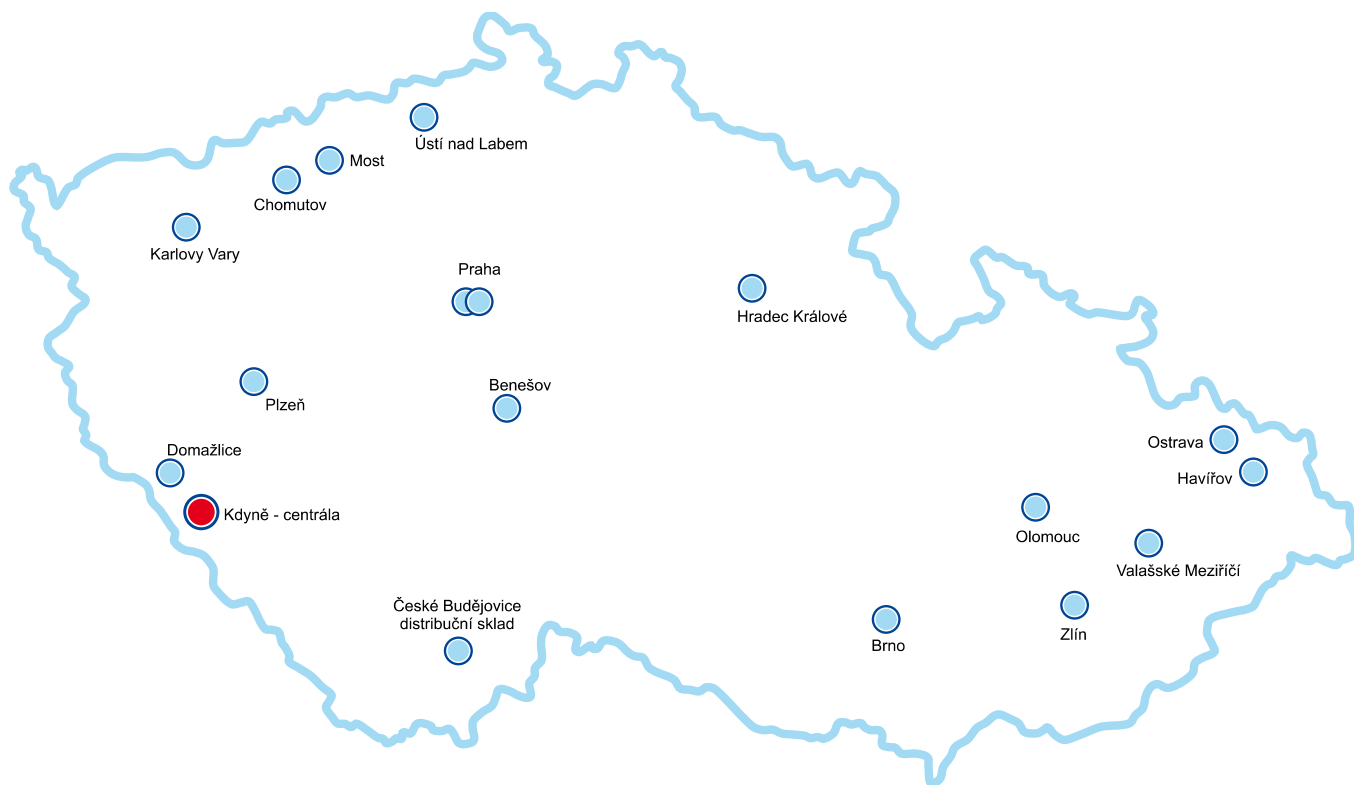 Ústí nad Labem
Most
Chomutov
Karlovy Vary
Praha
Hradec Králové
Benešov
Plzeň
Ostrava
Domažlice
Havířov
Kdyně - centrála
Olomouc
Valašské Meziříčí
České Budějovice
distribuční sklad
Zlín
Brno